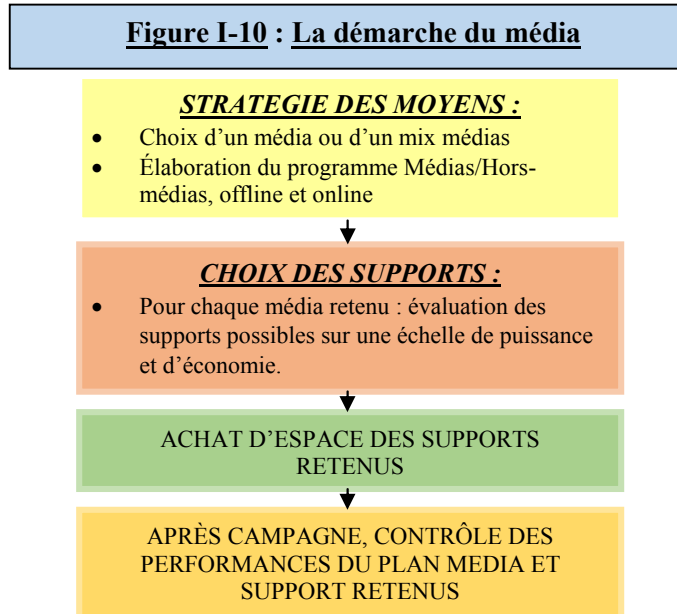 Figure I-10 : La démarche du média
STRATEGIE DES MOYENS :
• Choix d’un média ou d’un mix médias
• Élaboration du programme Médias/Hors-
médias, offline et online
CHOIX DES SUPPORTS :
• Pour chaque média retenu : évaluation des
supports possibles sur une échelle de puissance
et d’économie.
ACHAT D’ESPACE DES SUPPORTS
RETENUS
APRÈS CAMPAGNE, CONTRÔLE DES
PERFORMANCES DU PLAN MEDIA ET
SUPPORT RETENUS